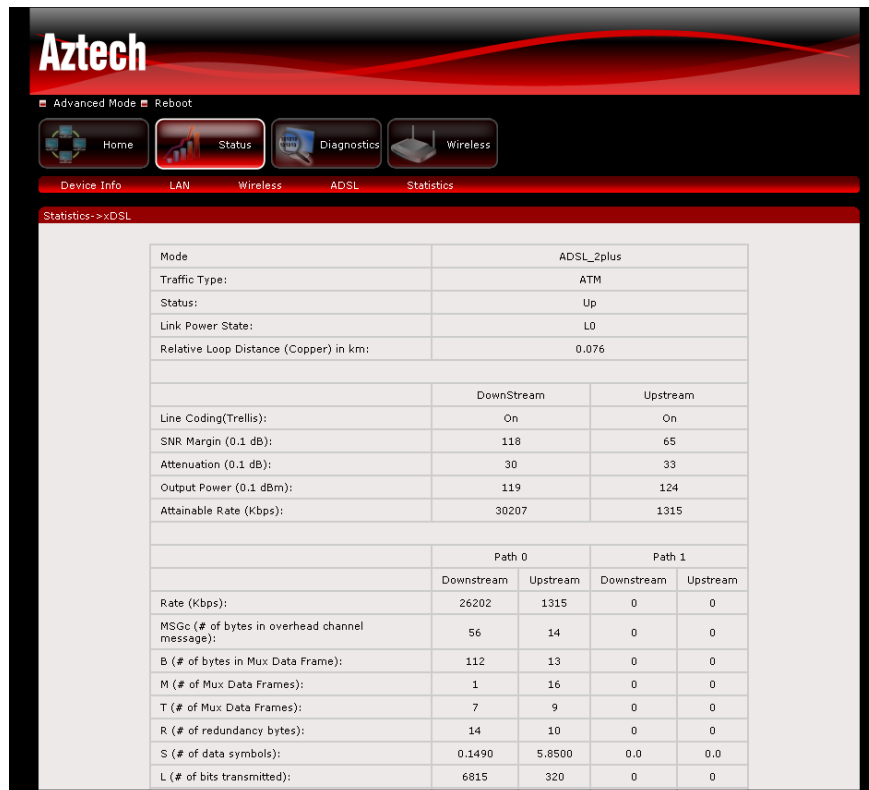 Aztech
Advanced Mode Reboot
Home Status Diagnostics Wireless
Device Info LAN Wireless ADSL Statistics
Statistics->xDSL
Mode ADSL_2plus
Traffic Type: ATM
Status: Up
Link Power State: L0
Relative Loop Distance (Copper) in km: 0.076
DownStream Upstream
Line Coding(Trellis): On On
SNR Margin (0.1 dB): 118 65
Attenuation (0.1 dB): 30 33
Output Power (0.1 dBm): 119 124
Attainable Rate (Kbps): 30207 1315
Path 0 Path 1
Downstream Upstream Downstream Upstream
Rate (Kbps): 26202 1315 0 0
MSGc (# of bytes in overhead channel
message): 56 14 0 0
B (# of bytes in Mux Data Frame): 112 13 0 0
M (# of Mux Data Frames): 1 16 0 0
T (# of Mux Data Frames): 7 9 0 0
R (# of redundancy bytes): 14 10 0 0
S (# of data symbols): 0.1490 5.8500 0.0 0.0
L (# of bits transmitted): 6815 320 0 0